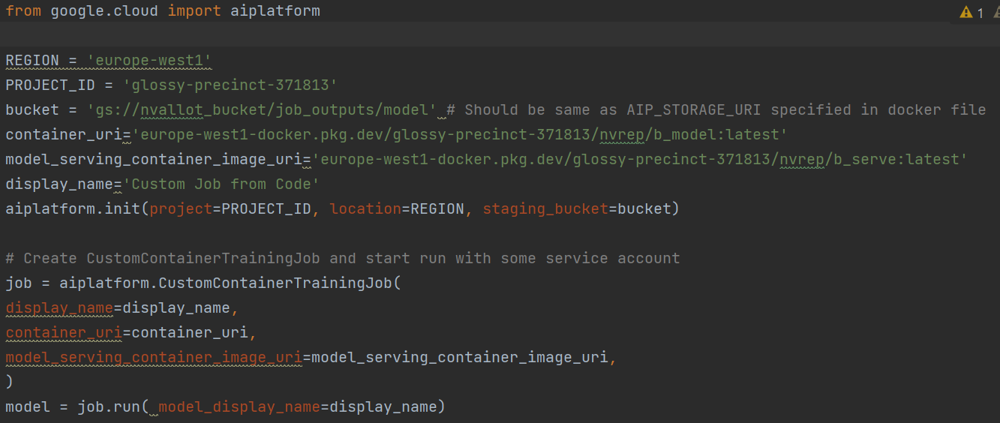 from google.cloud import aiplatform
1
REGION = 'europe-west1'
PROJECT_ID = 'glossy-precinct-371813'
bucket = 'gs://nvallot_bucket/job_outputs/model' # Should be same as AIP_STORAGE_URI specified in docker file
container_uri='europe-west1-docker.pkg.dev/glossy-precinct-371813/nvrep/b_model:latest'
model_serving_container_image_uri='europe-west1-docker.pkg.dev/glossy-precinct-371813/nvrep/b_serve:latest'
display_name='Custom Job from Code'
aiplatform.init(project=PROJECT_ID, location=REGION, staging_bucket=bucket)
# Create CustomContainerTrainingJob and start run with some service account
job = aiplatform.CustomContainerTrainingJob(
display_name=display_name,
container_uri=container_uri,
model_serving_container_image_uri=model_serving_container_image_uri,
)
model = job.run( model_display_name=display_name)